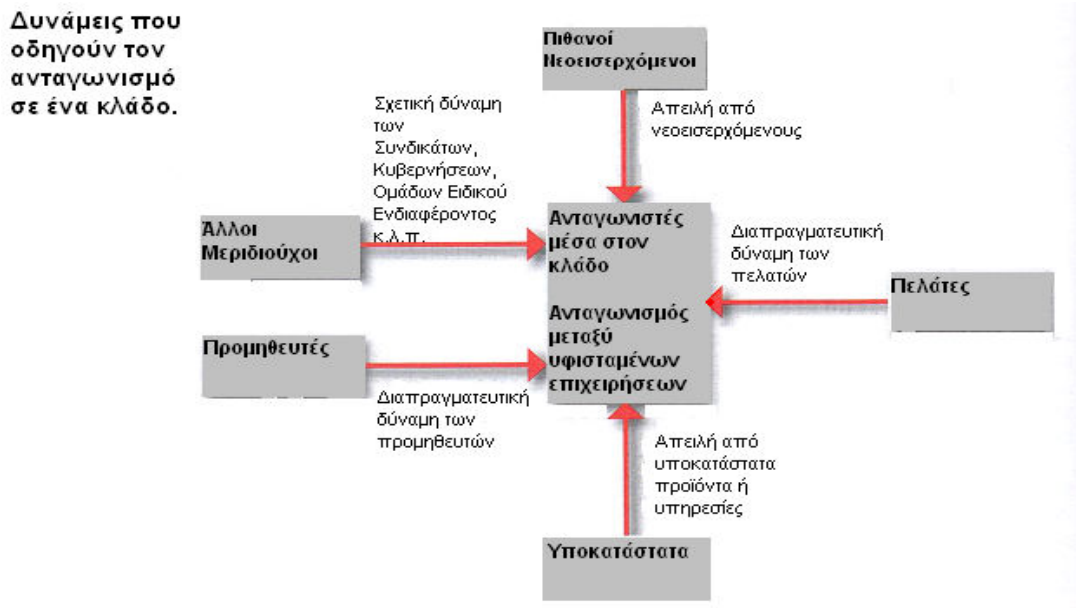 Δυνάμεις που
οδηγούν τον
ανταγωνισμό
σε ένα κλάδο.
Πιθανοί
Νεοεισερχόμενοι
Απειλή από
νεοεισερχόμενους
Σχετική δύναμη
των
Συνδικάτων,
Κυβερνήσεων,
Ομάδων Ειδικού
Ενδιαφέροντος
κ.λ.π.
Άλλοι
Μεριδιούχοι
Ανταγωνιστές
μέσα στον
κλάδο
Ανταγωνισμός
μεταξύ
υφισταμένων
επιχειρήσεων
Διαπραγματευτική
δύναμη των
πελατών
Πελάτες
Προμηθευτές
Διαπραγματευτική
δύναμη των
προμηθευτών
Απειλή από
υποκατάστατα
προϊόντα ή
υπηρεσίες
Υποκατάστατα